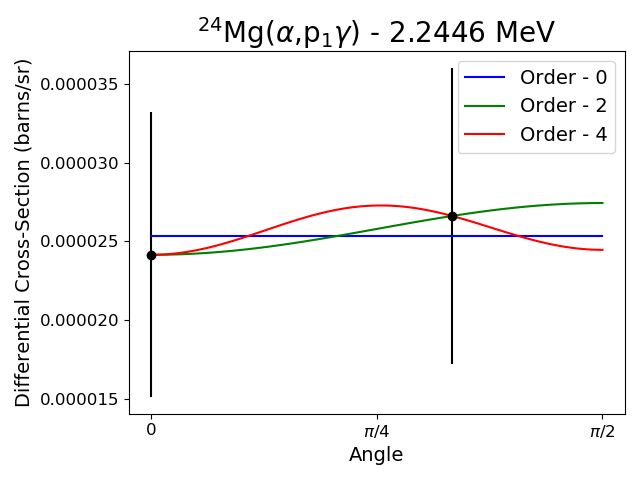 ²⁴Mg(α,p₁γ) - 2.2446 MeV
Order - 0
Order - 2
Order - 4
Differential Cross-Section (barns/sr)
0.000035
0.000030
0.000025
0.000020
0.000015
0
π/4
π/2
Angle